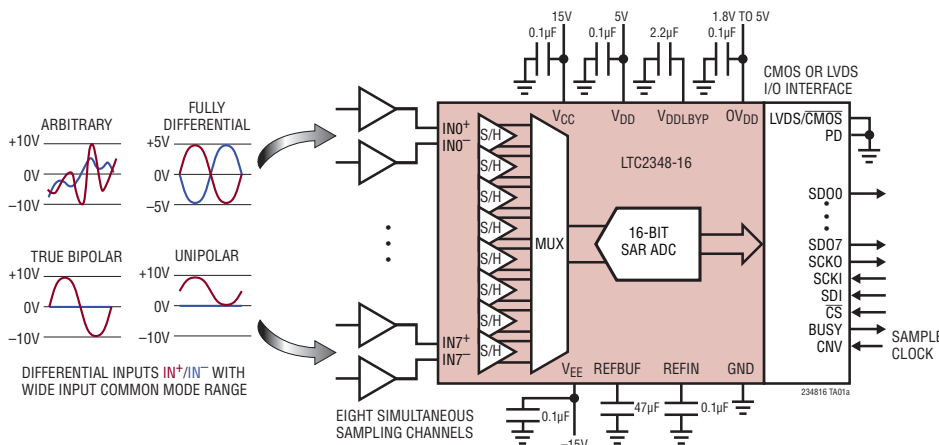 15V
5V
1.8V TO 5V
0.1µF
0.1µF
2.2µF
0.1µF
CMOS OR LVDS
I/O INTERFACE
ARBITRARY
FULLY
DIFFERENTIAL
+10V
0V
–10V
+5V
0V
–5V
TRUE BIPOLAR
UNIPOLAR
+10V
0V
–10V
+10V
0V
–10V
DIFFERENTIAL INPUTS IN+/IN– WITH
WIDE INPUT COMMON MODE RANGE
IN0+
IN0–
IN7+
IN7–
EIGHT SIMULTANEOUS
SAMPLING CHANNELS
VCC
VDD
VDDLBYP
OVDD
LTC2348-16
S/H
S/H
S/H
S/H
S/H
S/H
S/H
S/H
MUX
16-BIT
SAR ADC
VEE
REFBUF
REFIN
GND
0.1µF
–15V
47µF
0.1µF
LVDS/CMOS
PD
SDO0
SDO7
SCKO
SCKI
SDI
CS
BUSY
CNV
SAMPLE
CLOCK
234816 TA01a